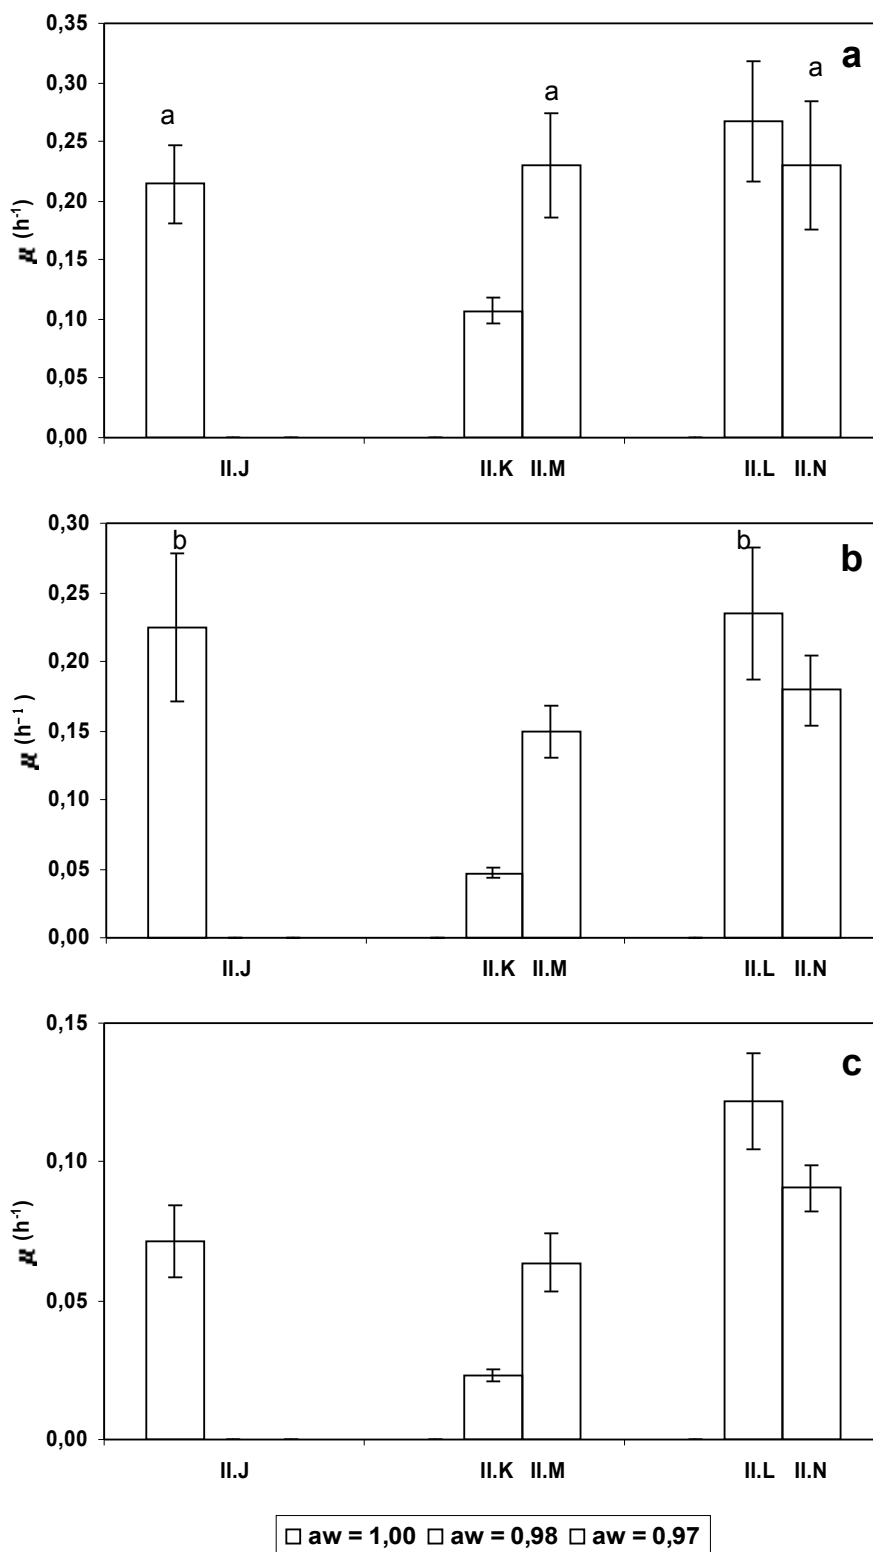 0,35
a
0,30
a
a
a
0,25
0,20
μ (h-1)
0,15
0,10
0,05
0,00
II.J II.K II.M II.L II.N
0,30
b
b
b
0,25
0,20
μ (h-1)
0,15
0,10
0,05
0,00
II.J II.K II.M II.L II.N
0,15
c
0,10
μ (h-1)
0,05
0,00
II.J II.K II.M II.L II.N
aw = 1,00 aw = 0,98 aw = 0,97